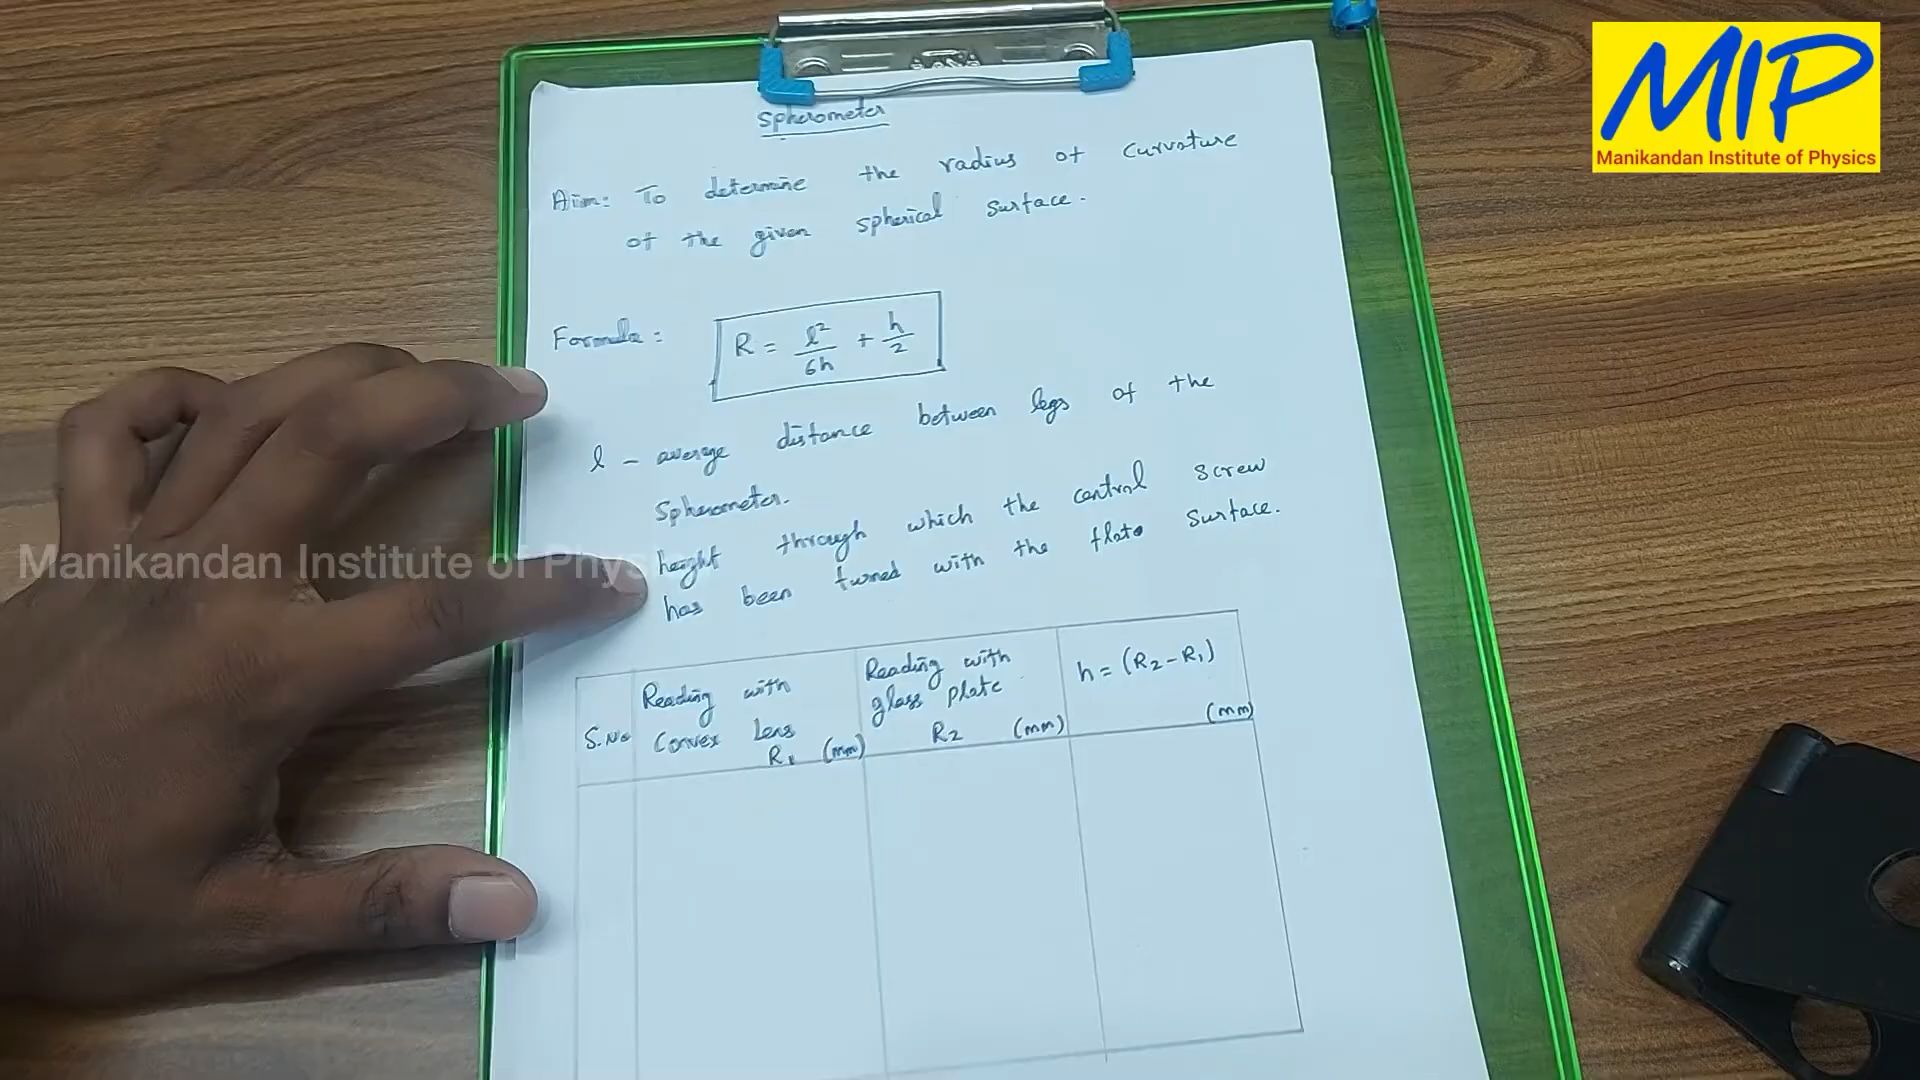 MIP
Manikandan Institute of Physics
Spherometer
Aim: To determine the radius of curvature
of the given spherical surface.
Formula: R = l²/6h + h/2
l - average distance between legs of the
Spherometer.
height through which the central screw
has been turned with the plate surface.
S.No
Reading with
Convex Lens
R₁ (mm)
Reading with
glass plate
R₂ (mm)
h = (R₂ - R₁)
(mm)
Manikandan Institute of Phys